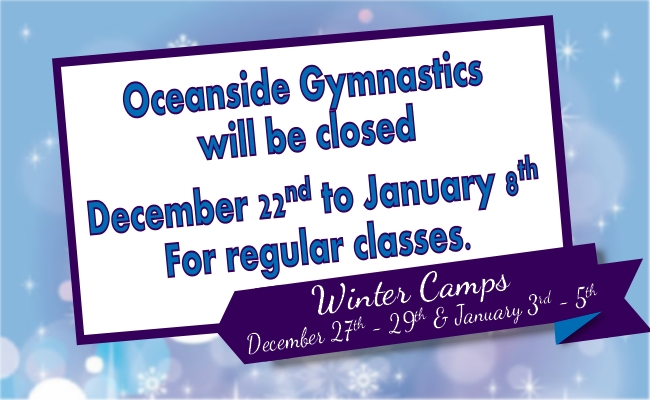 Oceanside Gymnastics
will be closed
December 22nd to January 8th
For regular classes.
Winter Camps
December 27th - 29th & January 3rd - 5th